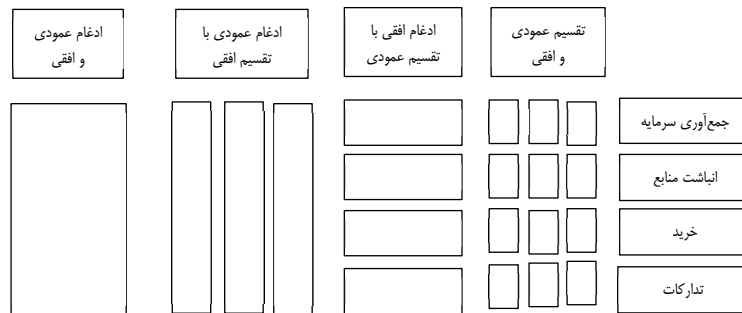 تقسیم عمودی
و افقی
ادغام افقی با
تقسیم عمودی
ادغام عمودی با
تقسیم افقی
ادغام عمودی
و افقی
جمع‌آوری سرمایه
انباشت منابع
خرید
تدارکات